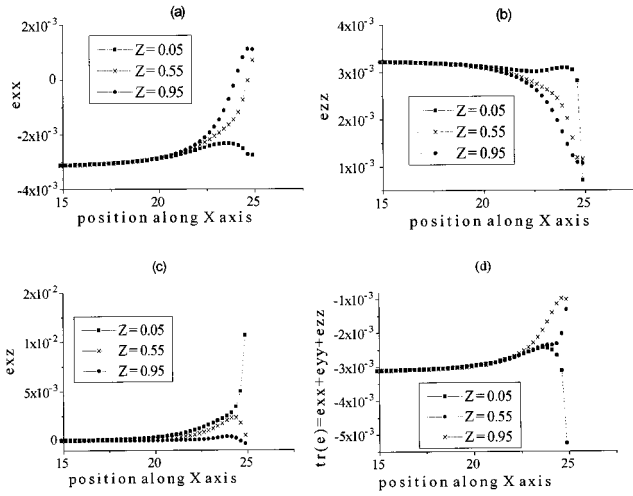 (a)
2x10⁻³
0
-2x10⁻³
-4x10⁻³
exx
Z=0.05
Z=0.55
Z=0.95
15
20
25
position along X axis
(b)
4x10⁻³
3x10⁻³
2x10⁻³
1x10⁻³
ezz
Z=0.05
Z=0.55
Z=0.95
15
20
25
position along X axis
(c)
2x10⁻²
1x10⁻²
5x10⁻³
0
exz
Z=0.05
Z=0.55
Z=0.95
15
20
25
position along X axis
(d)
-1x10⁻³
-2x10⁻³
-3x10⁻³
-4x10⁻³
-5x10⁻³
tr(e)=exx+eyy+ezz
Z=0.05
Z=0.55
Z=0.95
15
20
25
position along X axis